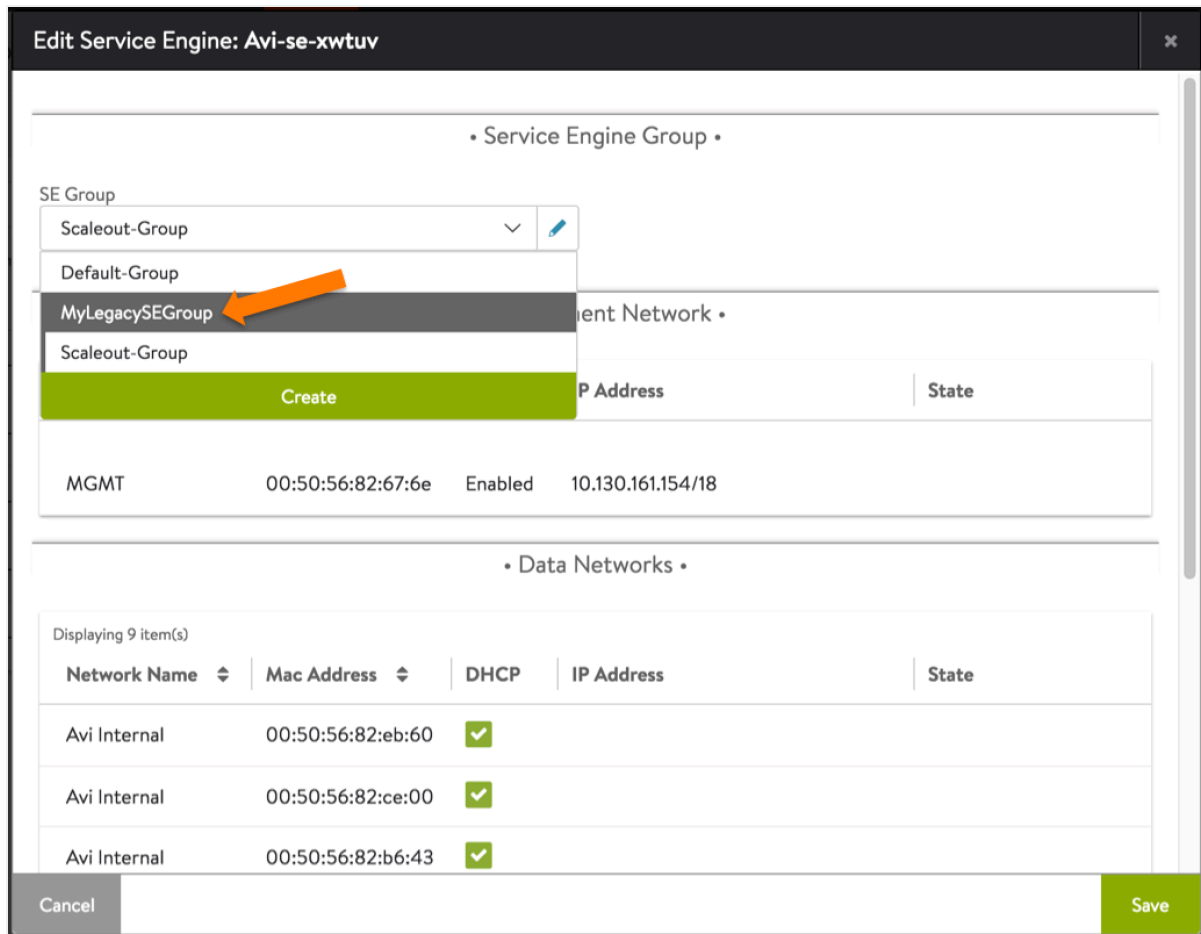 Edit Service Engine: Avi-se-xwtuv
• Service Engine Group •
SE Group
Scaleout-Group
Default-Group
MyLegacySEGroup
ent Network •
Scaleout-Group
Create
P Address State
MGMT 00:50:56:82:67:6e Enabled 10.130.161.154/18
• Data Networks •
Displaying 9 item(s)
Network Name Mac Address DHCP IP Address State
Avi Internal 00:50:56:82:eb:60
Avi Internal 00:50:56:82:ce:00
Avi Internal 00:50:56:82:b6:43
Cancel Save